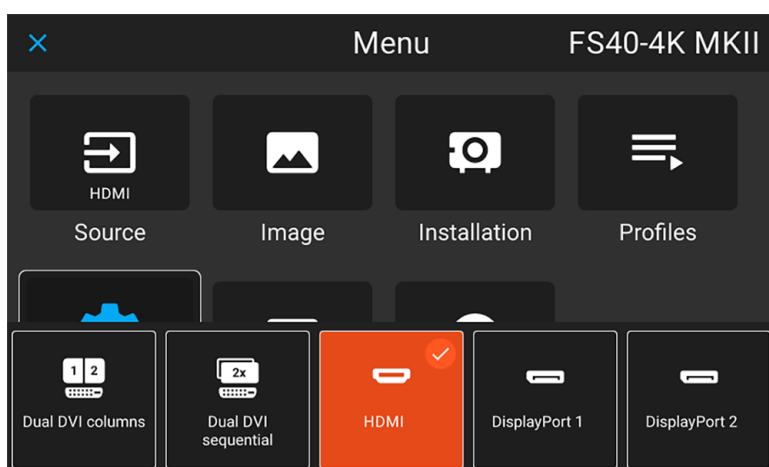 Menu
FS40-4K MKII
HDMI
Source
Image
Installation
Profiles
1 2
Dual DVI columns
2x
Dual DVI
sequential
HDMI
DisplayPort 1
DisplayPort 2